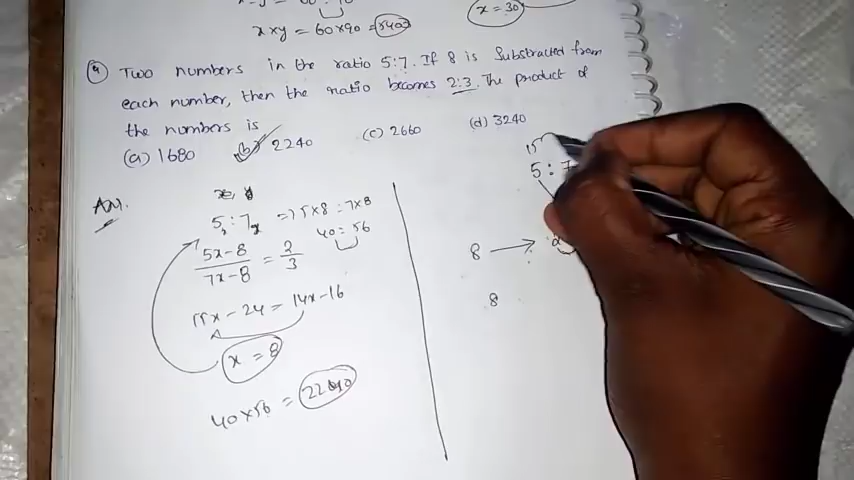 x×y = 60×90 = 5400
x = 30
9 Two numbers in the ratio 5:7. If 8 is Substracted from
each number, then the ratio becomes 2:3. The product of
the numbers is
(a) 1680 (b) 2240 (c) 2660 (d) 3240
Ans.
5x : 7x => 5×8 : 7×8
40 : 56
5x-8 / 7x-8 = 2/3
15x - 24 = 14x - 16
x = 8
40×56 = 2240
15
5 : 7
8 → 2
8